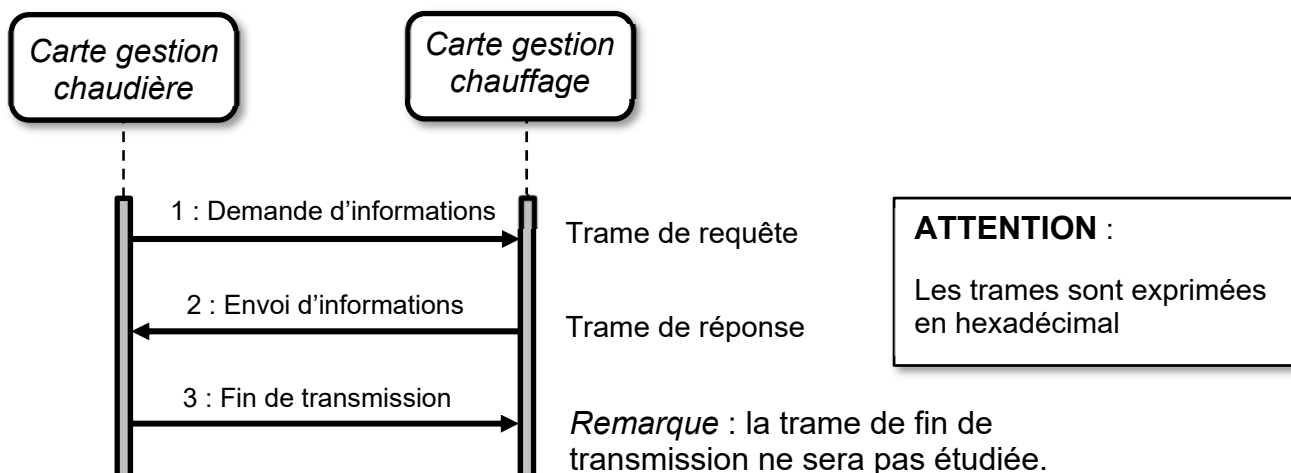 Carte gestion
chaudière
Carte gestion
chauffage
1 : Demande d’informations
Trame de requête
2 : Envoi d’informations
Trame de réponse
3 : Fin de transmission
Remarque : la trame de fin de
transmission ne sera pas étudiée.
ATTENTION :
Les trames sont exprimées
en hexadécimal